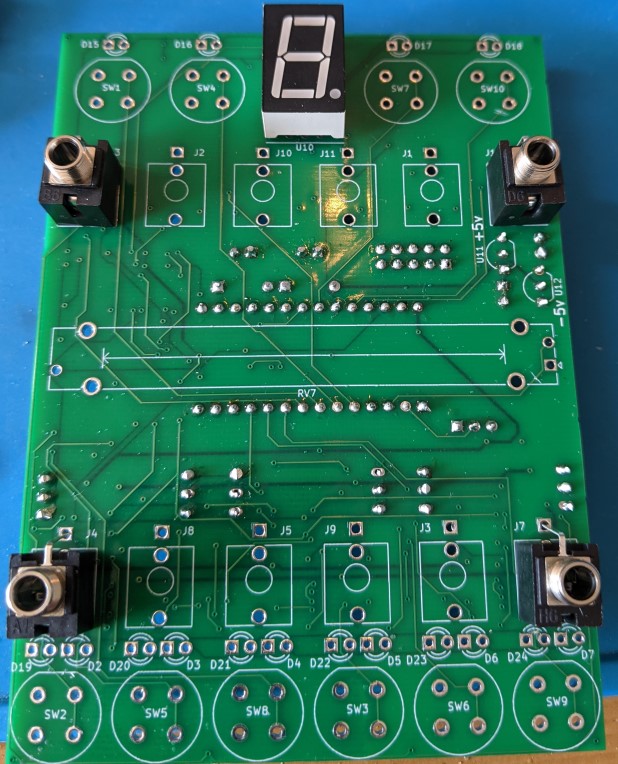 D15 D16 D17 D18
SW1 SW4 SW7 SW10
U10
3 J2 J10 J11 J1
+5v
U11
U12
-5v
RV7
J4 J8 J5 J9 J3 J7
D19 D2 D20 D3 D21 D4 D22 D5 D23 D6 D24 D7
SW2 SW5 SW8 SW3 SW6 SW9